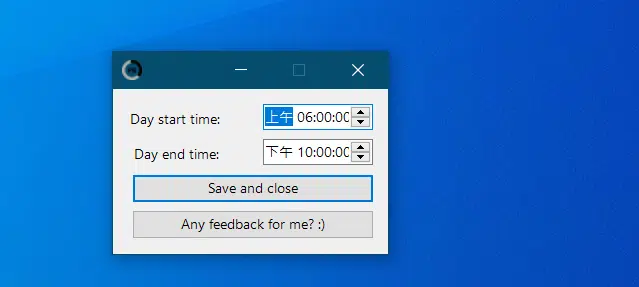 Day start time: 上午 06:00:00
Day end time: 下午 10:00:00
Save and close
Any feedback for me? :)